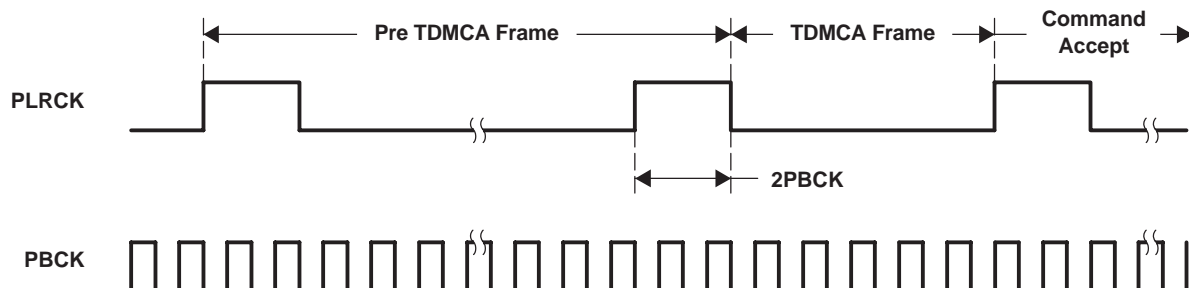 Pre TDMCA Frame
TDMCA Frame
Command
Accept
PLRCK
2PBCK
PBCK